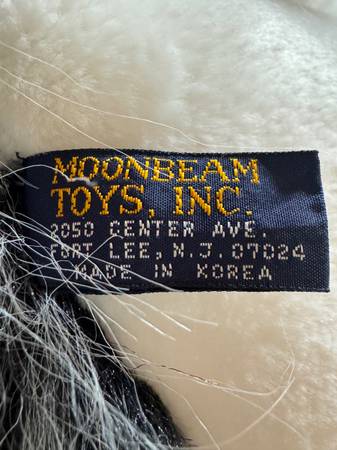 MOONBEAM
TOYS, INC.
2050 CENTER AVE.
FORT LEE, N.J. 07024
MADE IN KOREA